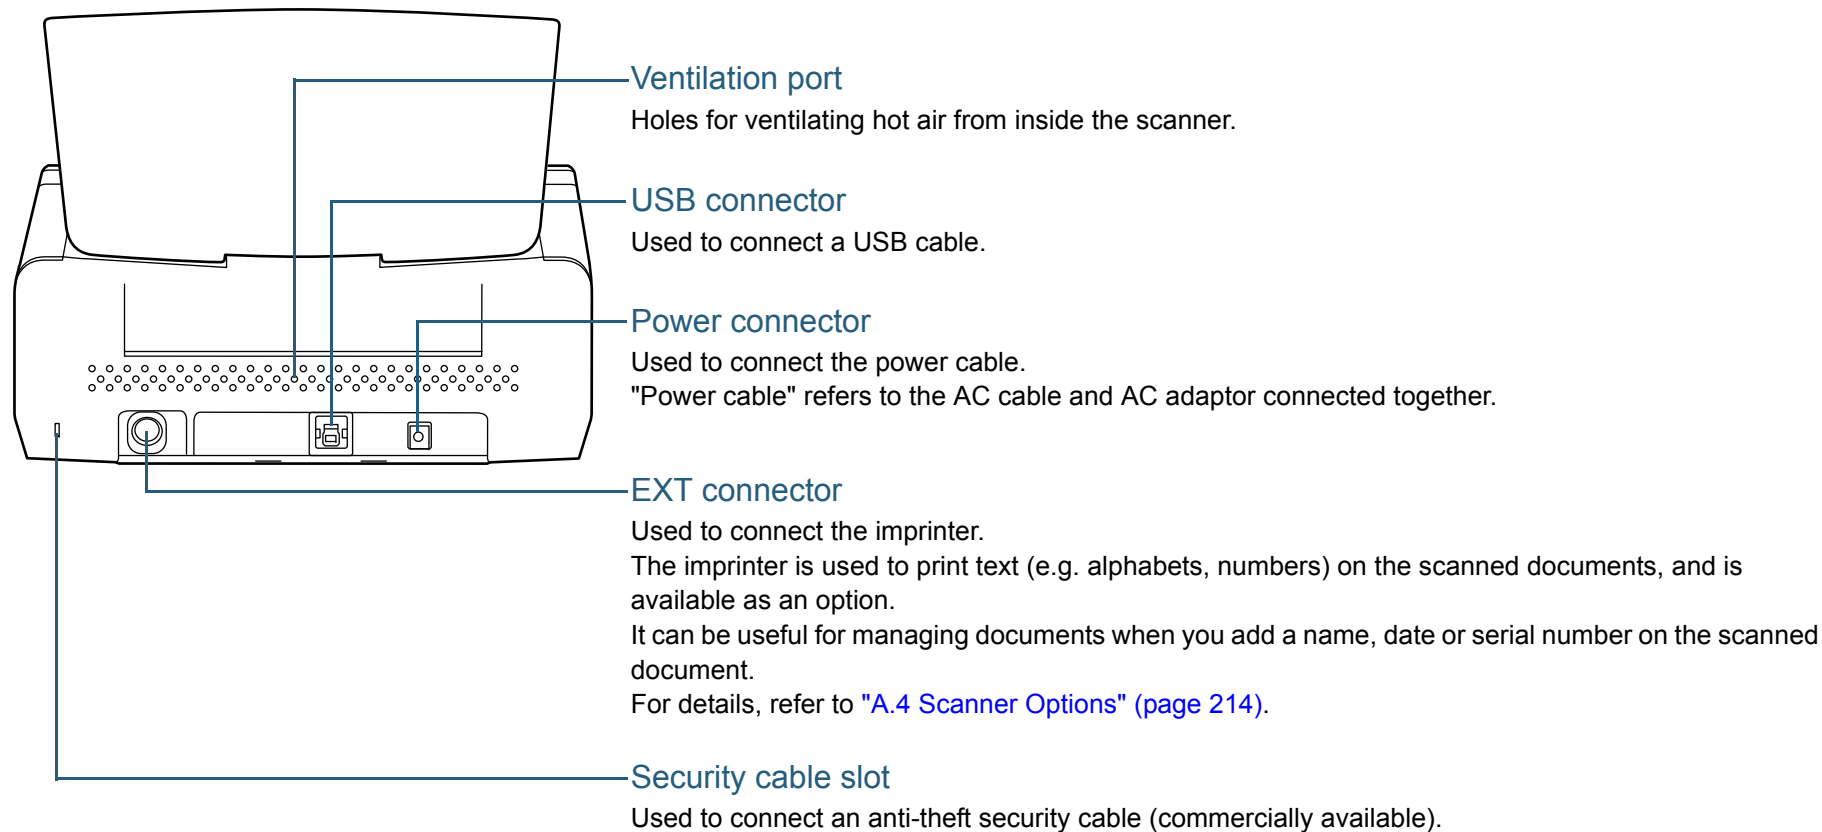 Ventilation port
Holes for ventilating hot air from inside the scanner.
USB connector
Used to connect a USB cable.
Power connector
Used to connect the power cable.
"Power cable" refers to the AC cable and AC adaptor connected together.
EXT connector
Used to connect the imprinter.
The imprinter is used to print text (e.g. alphabets, numbers) on the scanned documents, and is
available as an option.
It can be useful for managing documents when you add a name, date or serial number on the scanned
document.
For details, refer to "A.4 Scanner Options" (page 214).
Security cable slot
Used to connect an anti-theft security cable (commercially available).